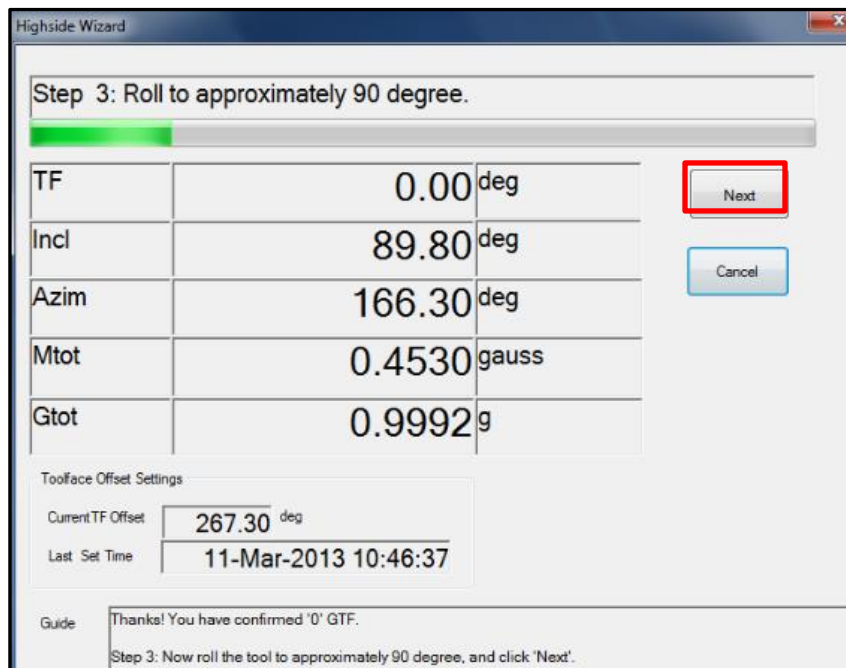 Highside Wizard
Step 3: Roll to approximately 90 degree.
TF 0.00 deg
Next
Incl 89.80 deg
Cancel
Azim 166.30 deg
Mtot 0.4530 gauss
Gtot 0.9992 g
Toolface Offset Settings
Current TF Offset 267.30 deg
Last Set Time 11-Mar-2013 10:46:37
Guide Thanks! You have confirmed '0' GTF.
Step 3: Now roll the tool to approximately 90 degree, and click 'Next'.